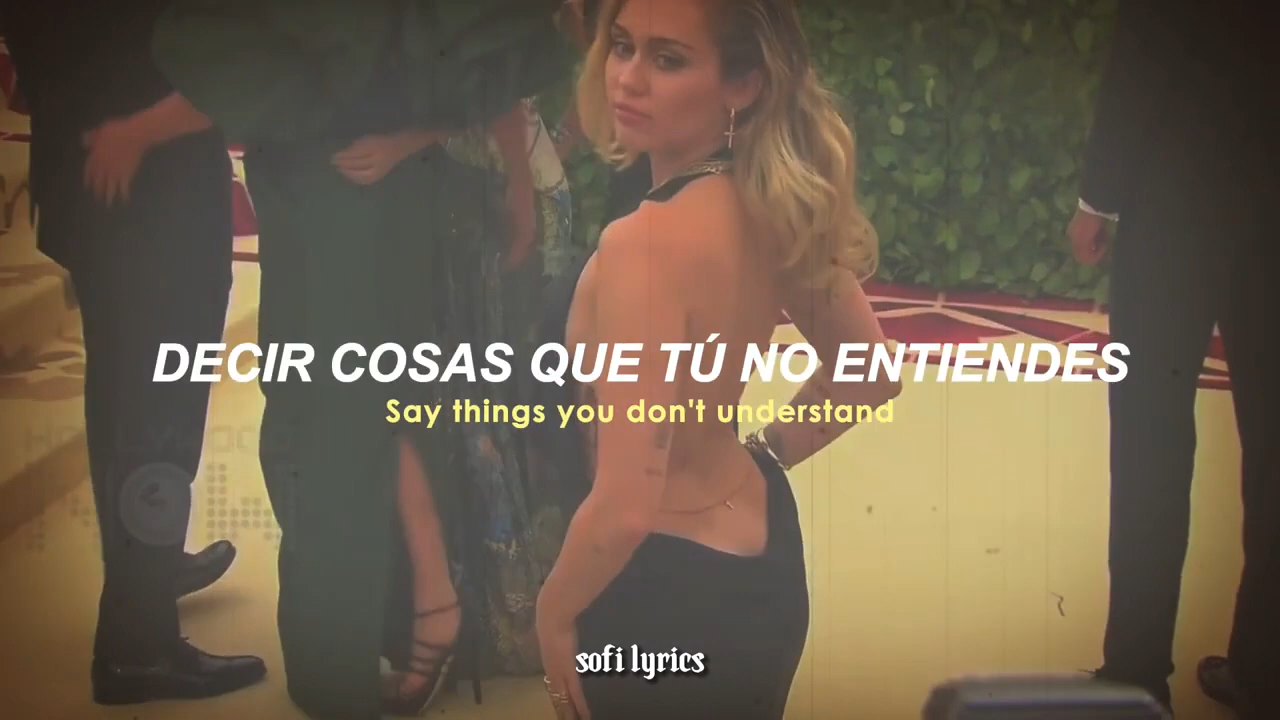 DECIR COSAS QUE TÚ NO ENTIENDES
Say things you don't understand
sofi lyrics